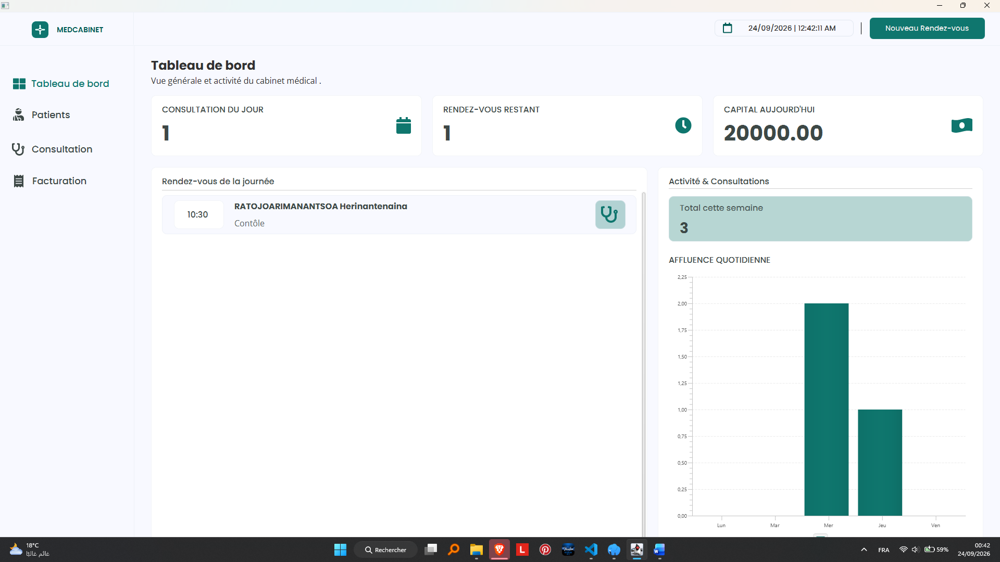 MEDCABINET
24/09/2026 | 12:42:11 AM
Nouveau Rendez-vous
Tableau de bord
Patients
Consultation
Facturation
Tableau de bord
Vue générale et activité du cabinet médical .
CONSULTATION DU JOUR
1
RENDEZ-VOUS RESTANT
1
CAPITAL AUJOURD'HUI
20000.00
Rendez-vous de la journée
10:30
RATOJOARIMANANTSOA Herinantenaina
Contôle
Activité & Consultations
Total cette semaine
3
AFFLUENCE QUOTIDIENNE
2,25
2,00
1,75
1,50
1,25
1,00
0,75
0,50
0,25
0,00
Lun Mar Mer Jeu Ven
18°C
غائم غالبًا
Rechercher
L
W
FRA
59%
00:42
24/09/2026